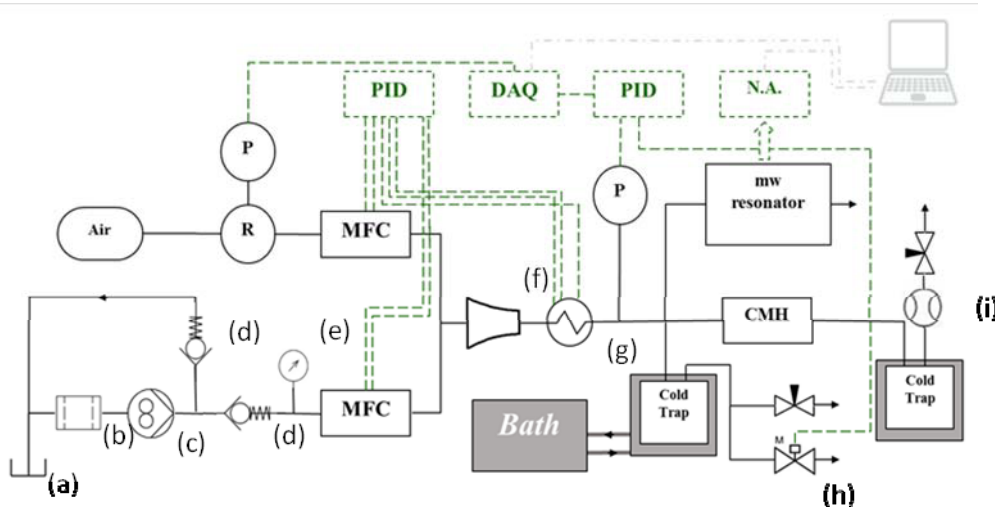 PID
DAQ
PID
N.A.
P
mw
resonator
P
Air
R
MFC
(f)
(d)
(e)
(g)
CMH
(i)
Cold
Trap
Cold
Trap
MFC
Bath
(b)
(c)
(d)
M
(a)
(h)